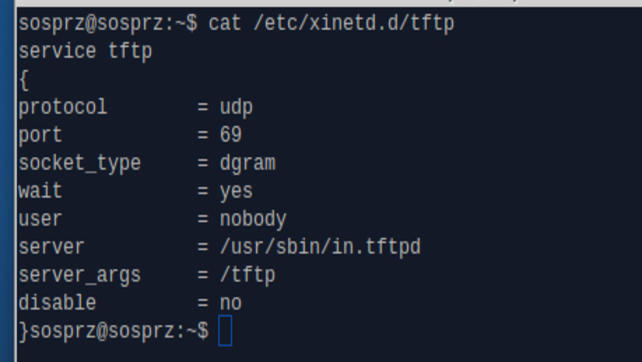 sosprz@sosprz:~$ cat /etc/xinetd.d/tftp
service tftp
{
protocol        = udp
port            = 69
socket_type     = dgram
wait            = yes
user            = nobody
server          = /usr/sbin/in.tftpd
server_args     = /tftp
disable         = no
}sosprz@sosprz:~$